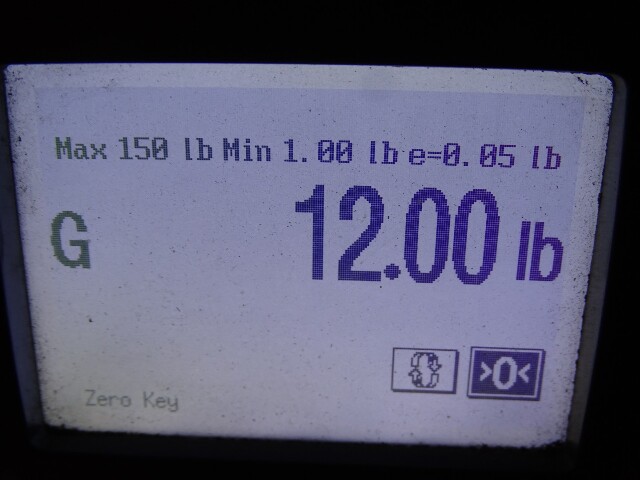 Max 150 lb Min 1.00 lb e=0.05 lb
G 12.00 lb
>0<
Zero Key